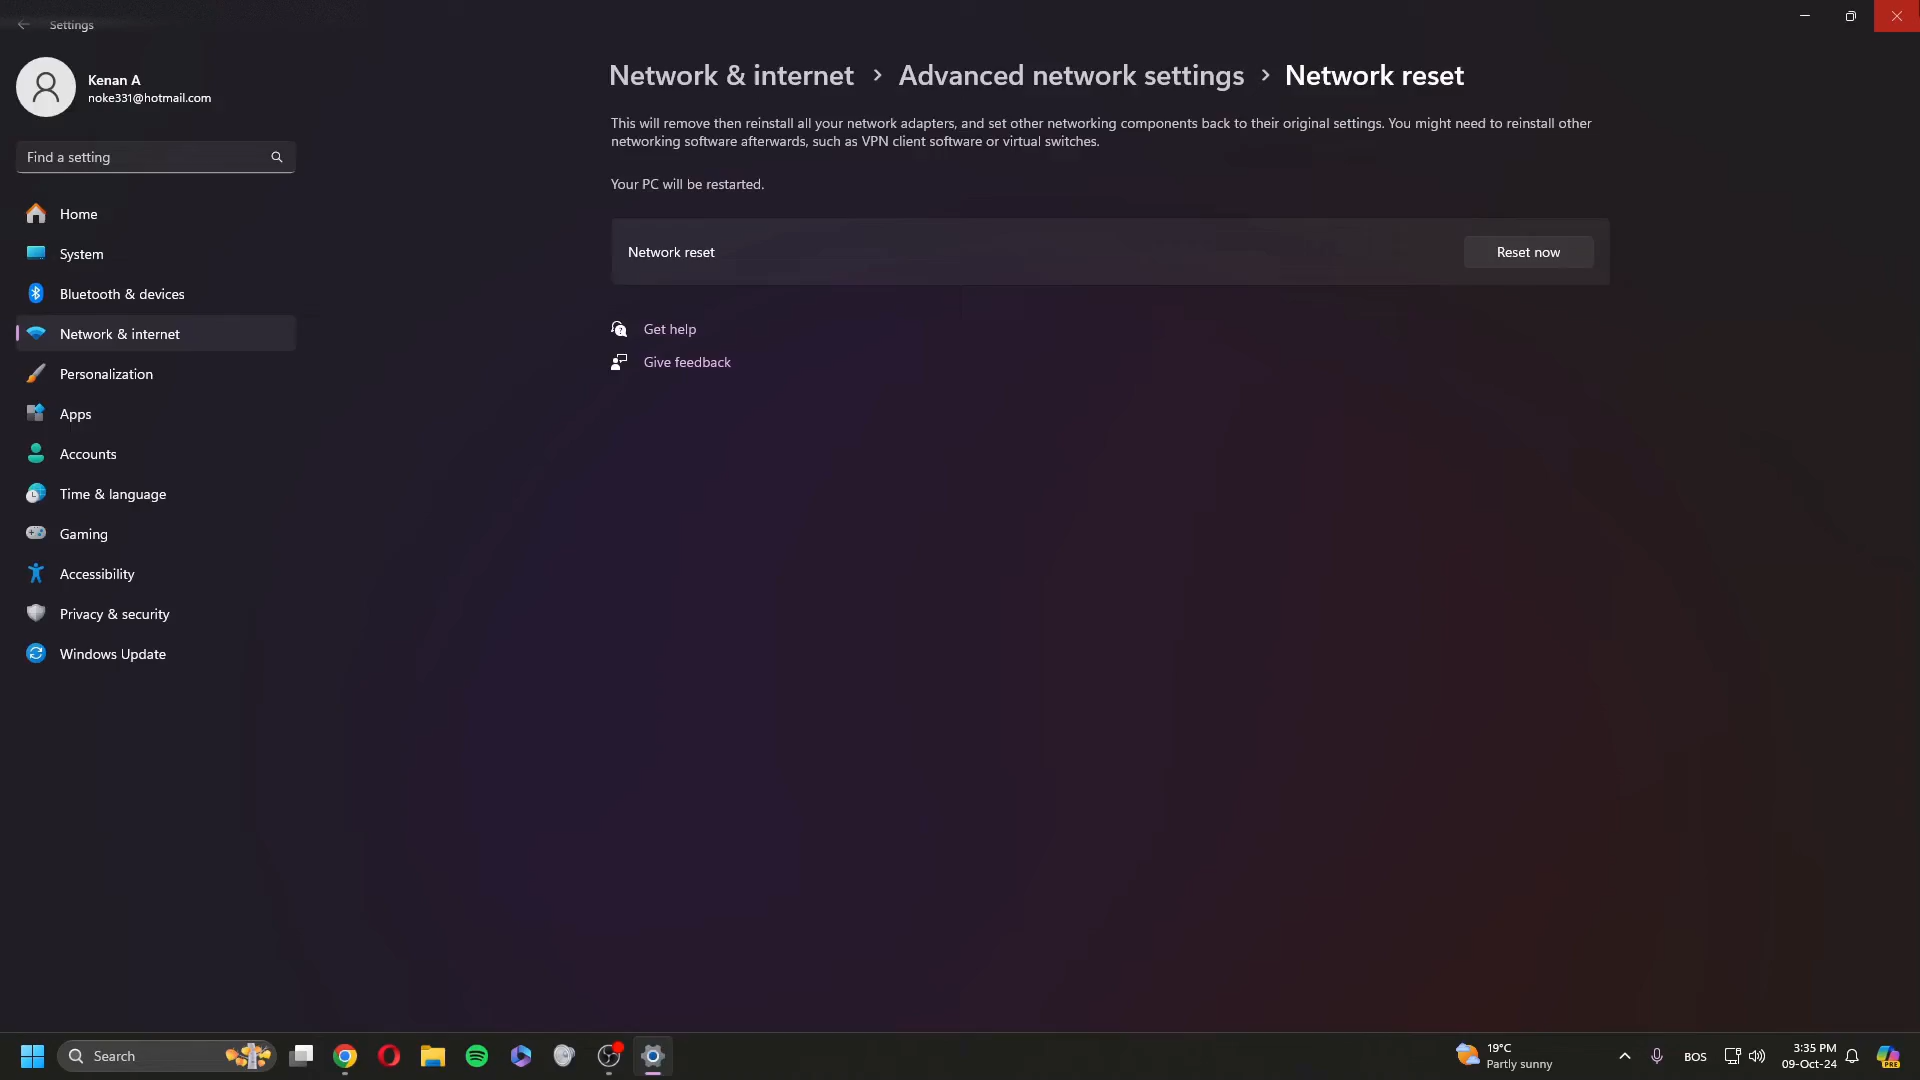 Settings
Kenan A
noke331@hotmail.com
Find a setting
Home
System
Bluetooth & devices
Network & internet
Personalization
Apps
Accounts
Time & language
Gaming
Accessibility
Privacy & security
Windows Update
Network & internet › Advanced network settings › Network reset
This will remove then reinstall all your network adapters, and set other networking components back to their original settings. You might need to reinstall other
networking software afterwards, such as VPN client software or virtual switches.
Your PC will be restarted.
Network reset
Reset now
Get help
Give feedback
Search
19°C
Partly sunny
BOS
3:35 PM
09-Oct-24
PRE